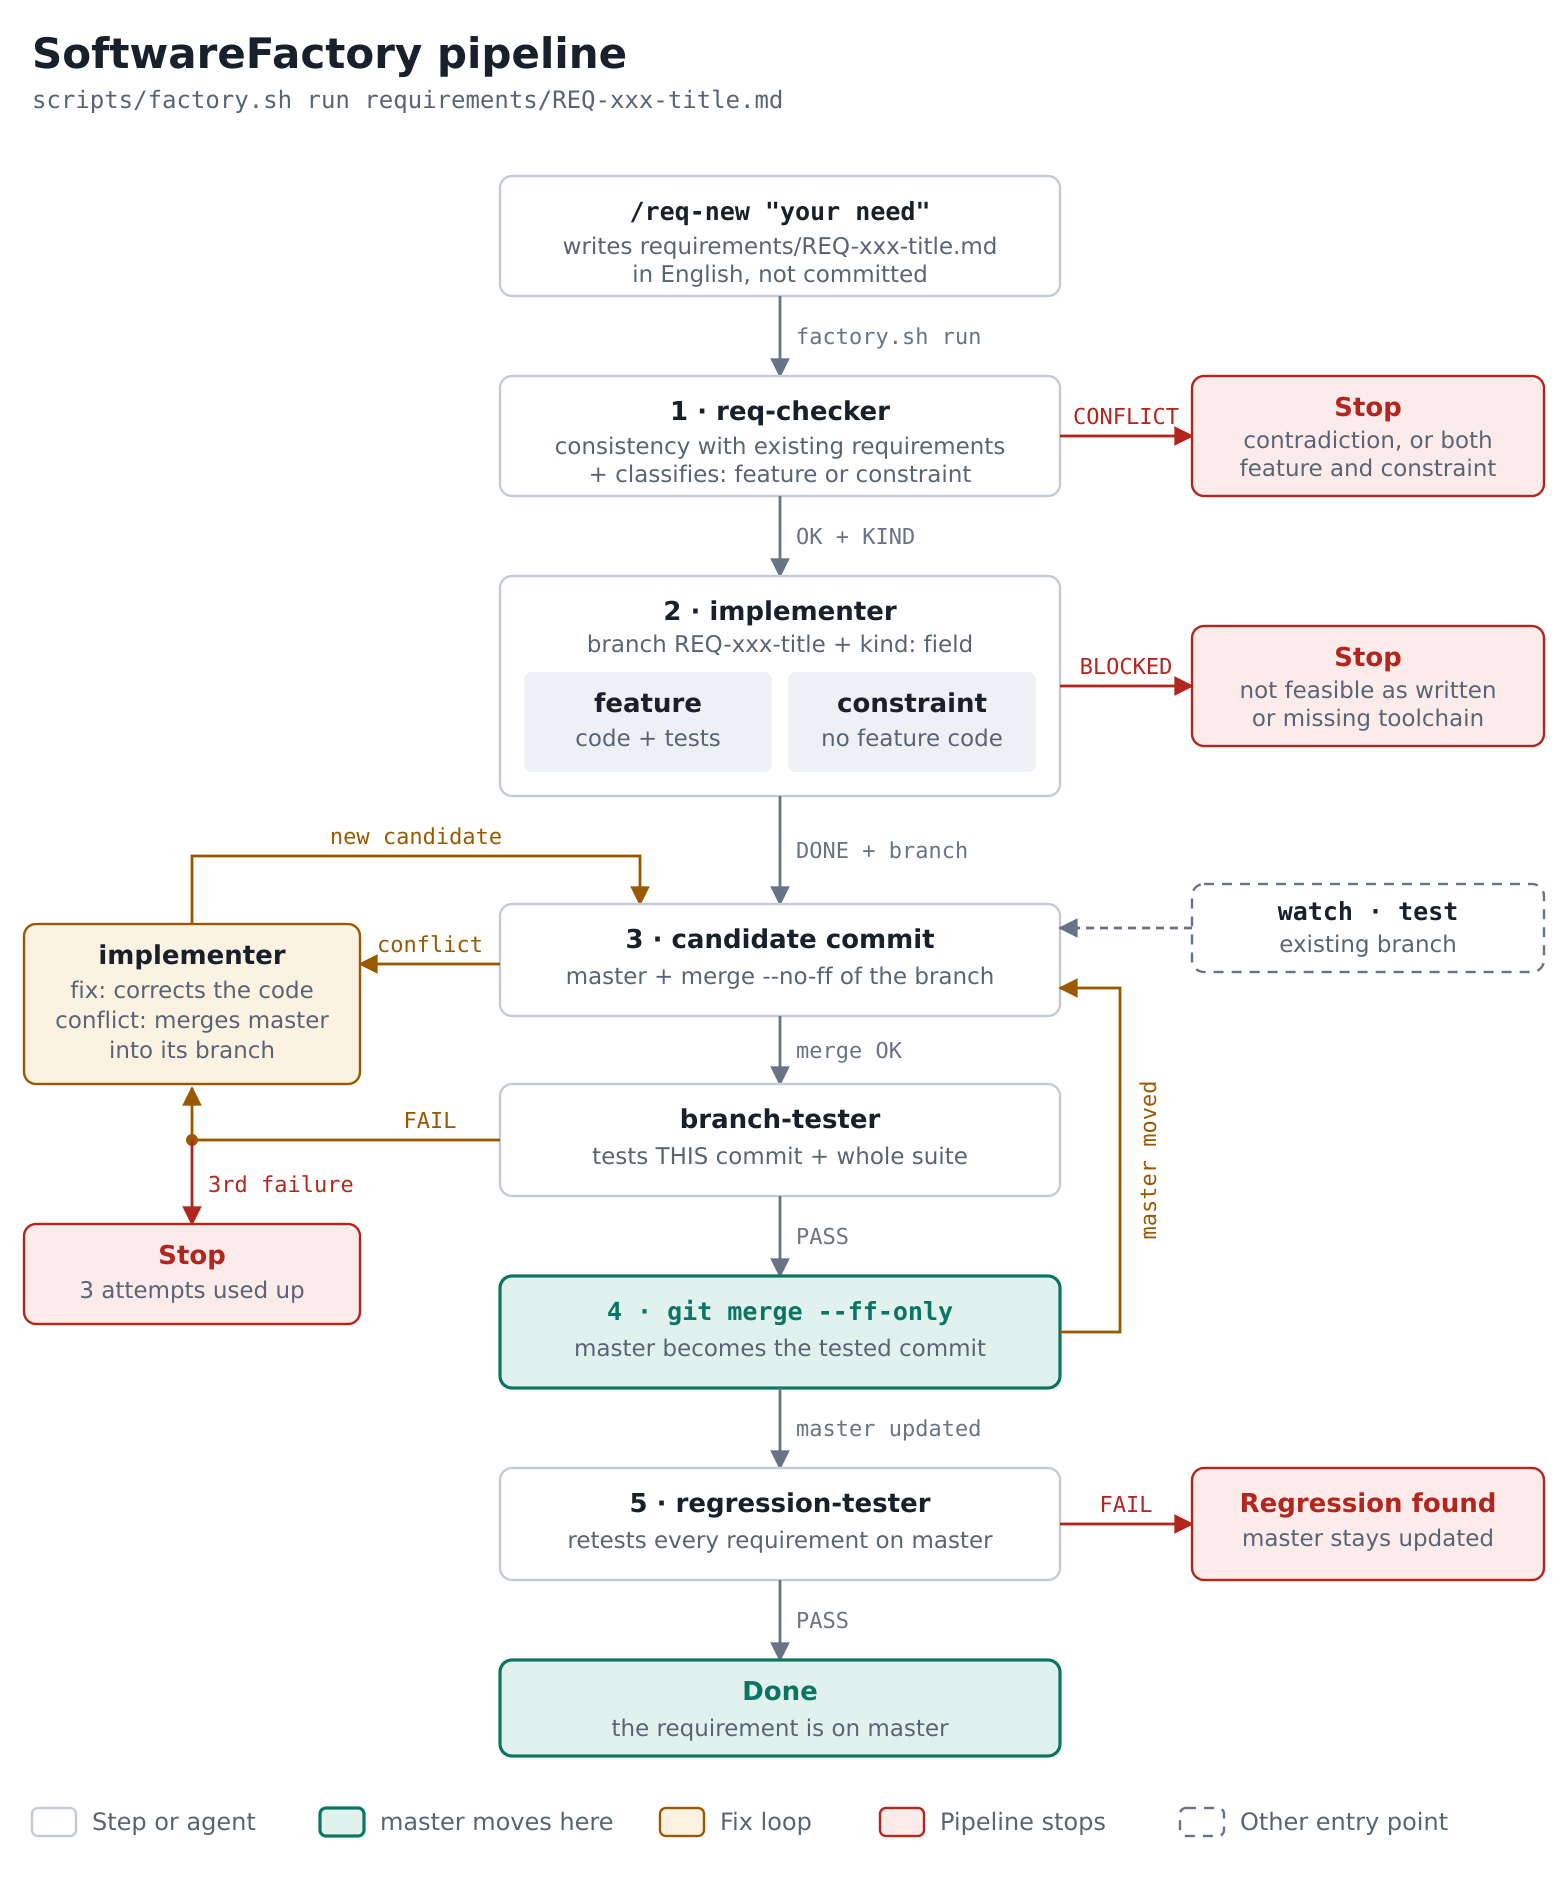 SoftwareFactory pipeline
scripts/factory.sh run requirements/REQ-xxx-title.md
/req-new "your need"
writes requirements/REQ-xxx-title.md
in English, not committed
factory.sh run
1 · req-checker
consistency with existing requirements
+ classifies: feature or constraint
CONFLICT
Stop
contradiction, or both
feature and constraint
OK + KIND
2 · implementer
branch REQ-xxx-title + kind: field
feature
code + tests
constraint
no feature code
BLOCKED
Stop
not feasible as written
or missing toolchain
new candidate
DONE + branch
implementer
fix: corrects the code
conflict: merges master
into its branch
conflict
3 · candidate commit
master + merge --no-ff of the branch
watch · test
existing branch
merge OK
FAIL
branch-tester
tests THIS commit + whole suite
master moved
3rd failure
Stop
3 attempts used up
PASS
4 · git merge --ff-only
master becomes the tested commit
master updated
5 · regression-tester
retests every requirement on master
FAIL
Regression found
master stays updated
PASS
Done
the requirement is on master
Step or agent
master moves here
Fix loop
Pipeline stops
Other entry point